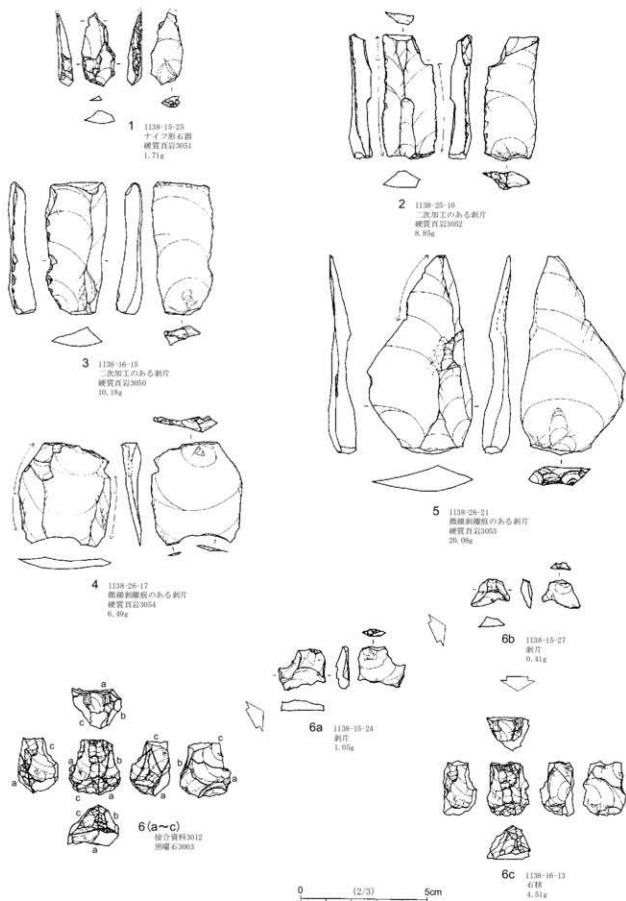 1
1138-15-25
ナイフ形石器
硬質頁岩3051
1.71g
2
1138-25-10
二次加工のある剥片
硬質頁岩3052
8.85g
3
1138-16-15
二次加工のある剥片
硬質頁岩3050
10.18g
4
1138-26-17
微細剥離痕のある剥片
硬質頁岩3054
6.49g
5
1138-26-21
微細剥離痕のある剥片
硬質頁岩3053
20.08g
6b
1138-15-27
剥片
0.41g
6a
1138-15-24
剥片
1.05g
a
c b
c
a
a b
c a
c
a
c
b a
c b
a
6(a~c)
接合資料3012
黒曜石3003
6c
1138-16-13
石核
4.51g
0 (2/3) 5cm